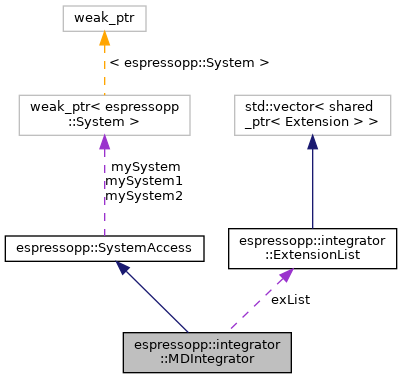 weak_ptr
< espressopp::System >
weak_ptr< espressopp
::System >
std::vector< shared
_ptr< Extension > >
mySystem
mySystem1
mySystem2
espressopp::SystemAccess
espressopp::integrator
::ExtensionList
exList
espressopp::integrator
::MDIntegrator